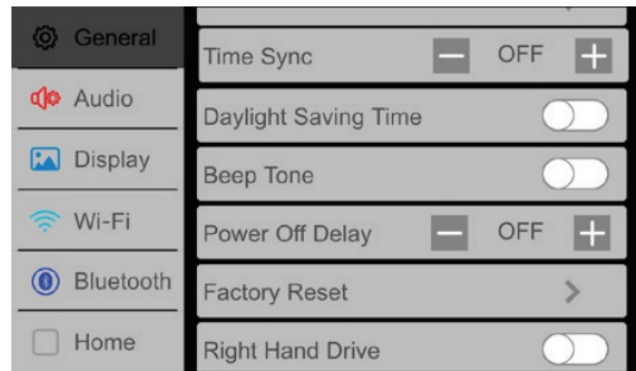 General
Audio
Display
Wi-Fi
Bluetooth
Home
Time Sync OFF
Daylight Saving Time
Beep Tone
Power Off Delay OFF
Factory Reset
Right Hand Drive